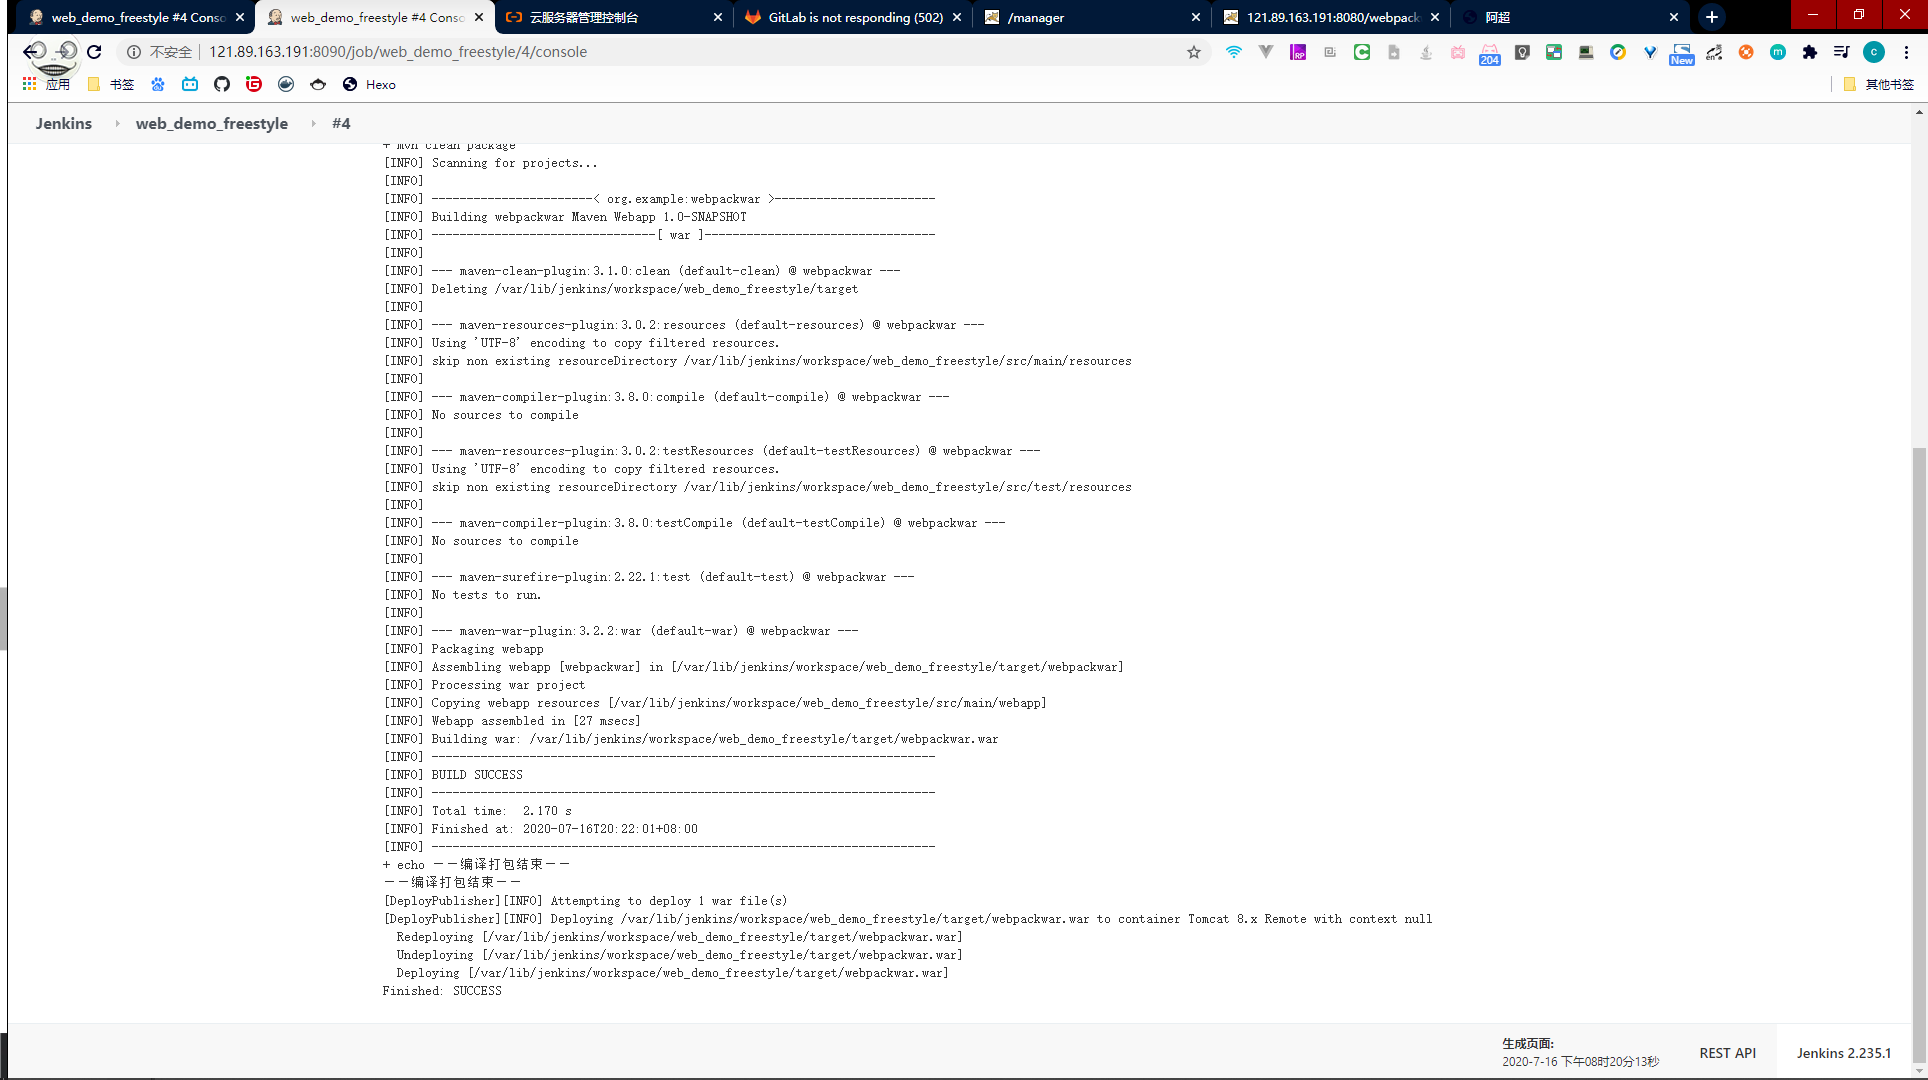 web_demo_freestyle #4 Conso
web_demo_freestyle #4 Conso
云服务器管理控制台
GitLab is not responding (502)
/manager
121.89.163.191:8080/webpack
阿超
不安全 121.89.163.191:8090/job/web_demo_freestyle/4/console
204
New
en
m
c
应用
书签
Hexo
其他书签
Jenkins
web_demo_freestyle
#4
+ mvn clean package
[INFO] Scanning for projects...
[INFO]
[INFO] -----------------------< org.example:webpackwar >-----------------------
[INFO] Building webpackwar Maven Webapp 1.0-SNAPSHOT
[INFO] --------------------------------[ war ]---------------------------------
[INFO]
[INFO] --- maven-clean-plugin:3.1.0:clean (default-clean) @ webpackwar ---
[INFO] Deleting /var/lib/jenkins/workspace/web_demo_freestyle/target
[INFO]
[INFO] --- maven-resources-plugin:3.0.2:resources (default-resources) @ webpackwar ---
[INFO] Using 'UTF-8' encoding to copy filtered resources.
[INFO] skip non existing resourceDirectory /var/lib/jenkins/workspace/web_demo_freestyle/src/main/resources
[INFO]
[INFO] --- maven-compiler-plugin:3.8.0:compile (default-compile) @ webpackwar ---
[INFO] No sources to compile
[INFO]
[INFO] --- maven-resources-plugin:3.0.2:testResources (default-testResources) @ webpackwar ---
[INFO] Using 'UTF-8' encoding to copy filtered resources.
[INFO] skip non existing resourceDirectory /var/lib/jenkins/workspace/web_demo_freestyle/src/test/resources
[INFO]
[INFO] --- maven-compiler-plugin:3.8.0:testCompile (default-testCompile) @ webpackwar ---
[INFO] No sources to compile
[INFO]
[INFO] --- maven-surefire-plugin:2.22.1:test (default-test) @ webpackwar ---
[INFO] No tests to run.
[INFO]
[INFO] --- maven-war-plugin:3.2.2:war (default-war) @ webpackwar ---
[INFO] Packaging webapp
[INFO] Assembling webapp [webpackwar] in [/var/lib/jenkins/workspace/web_demo_freestyle/target/webpackwar]
[INFO] Processing war project
[INFO] Copying webapp resources [/var/lib/jenkins/workspace/web_demo_freestyle/src/main/webapp]
[INFO] Webapp assembled in [27 msecs]
[INFO] Building war: /var/lib/jenkins/workspace/web_demo_freestyle/target/webpackwar.war
[INFO] ------------------------------------------------------------------------
[INFO] BUILD SUCCESS
[INFO] ------------------------------------------------------------------------
[INFO] Total time:  2.170 s
[INFO] Finished at: 2020-07-16T20:22:01+08:00
[INFO] ------------------------------------------------------------------------
+ echo －－编译打包结束－－
－－编译打包结束－－
[DeployPublisher][INFO] Attempting to deploy 1 war file(s)
[DeployPublisher][INFO] Deploying /var/lib/jenkins/workspace/web_demo_freestyle/target/webpackwar.war to container Tomcat 8.x Remote with context null
Redeploying [/var/lib/jenkins/workspace/web_demo_freestyle/target/webpackwar.war]
Undeploying [/var/lib/jenkins/workspace/web_demo_freestyle/target/webpackwar.war]
Deploying [/var/lib/jenkins/workspace/web_demo_freestyle/target/webpackwar.war]
Finished: SUCCESS
生成页面:
2020-7-16 下午08时20分13秒
REST API
Jenkins 2.235.1